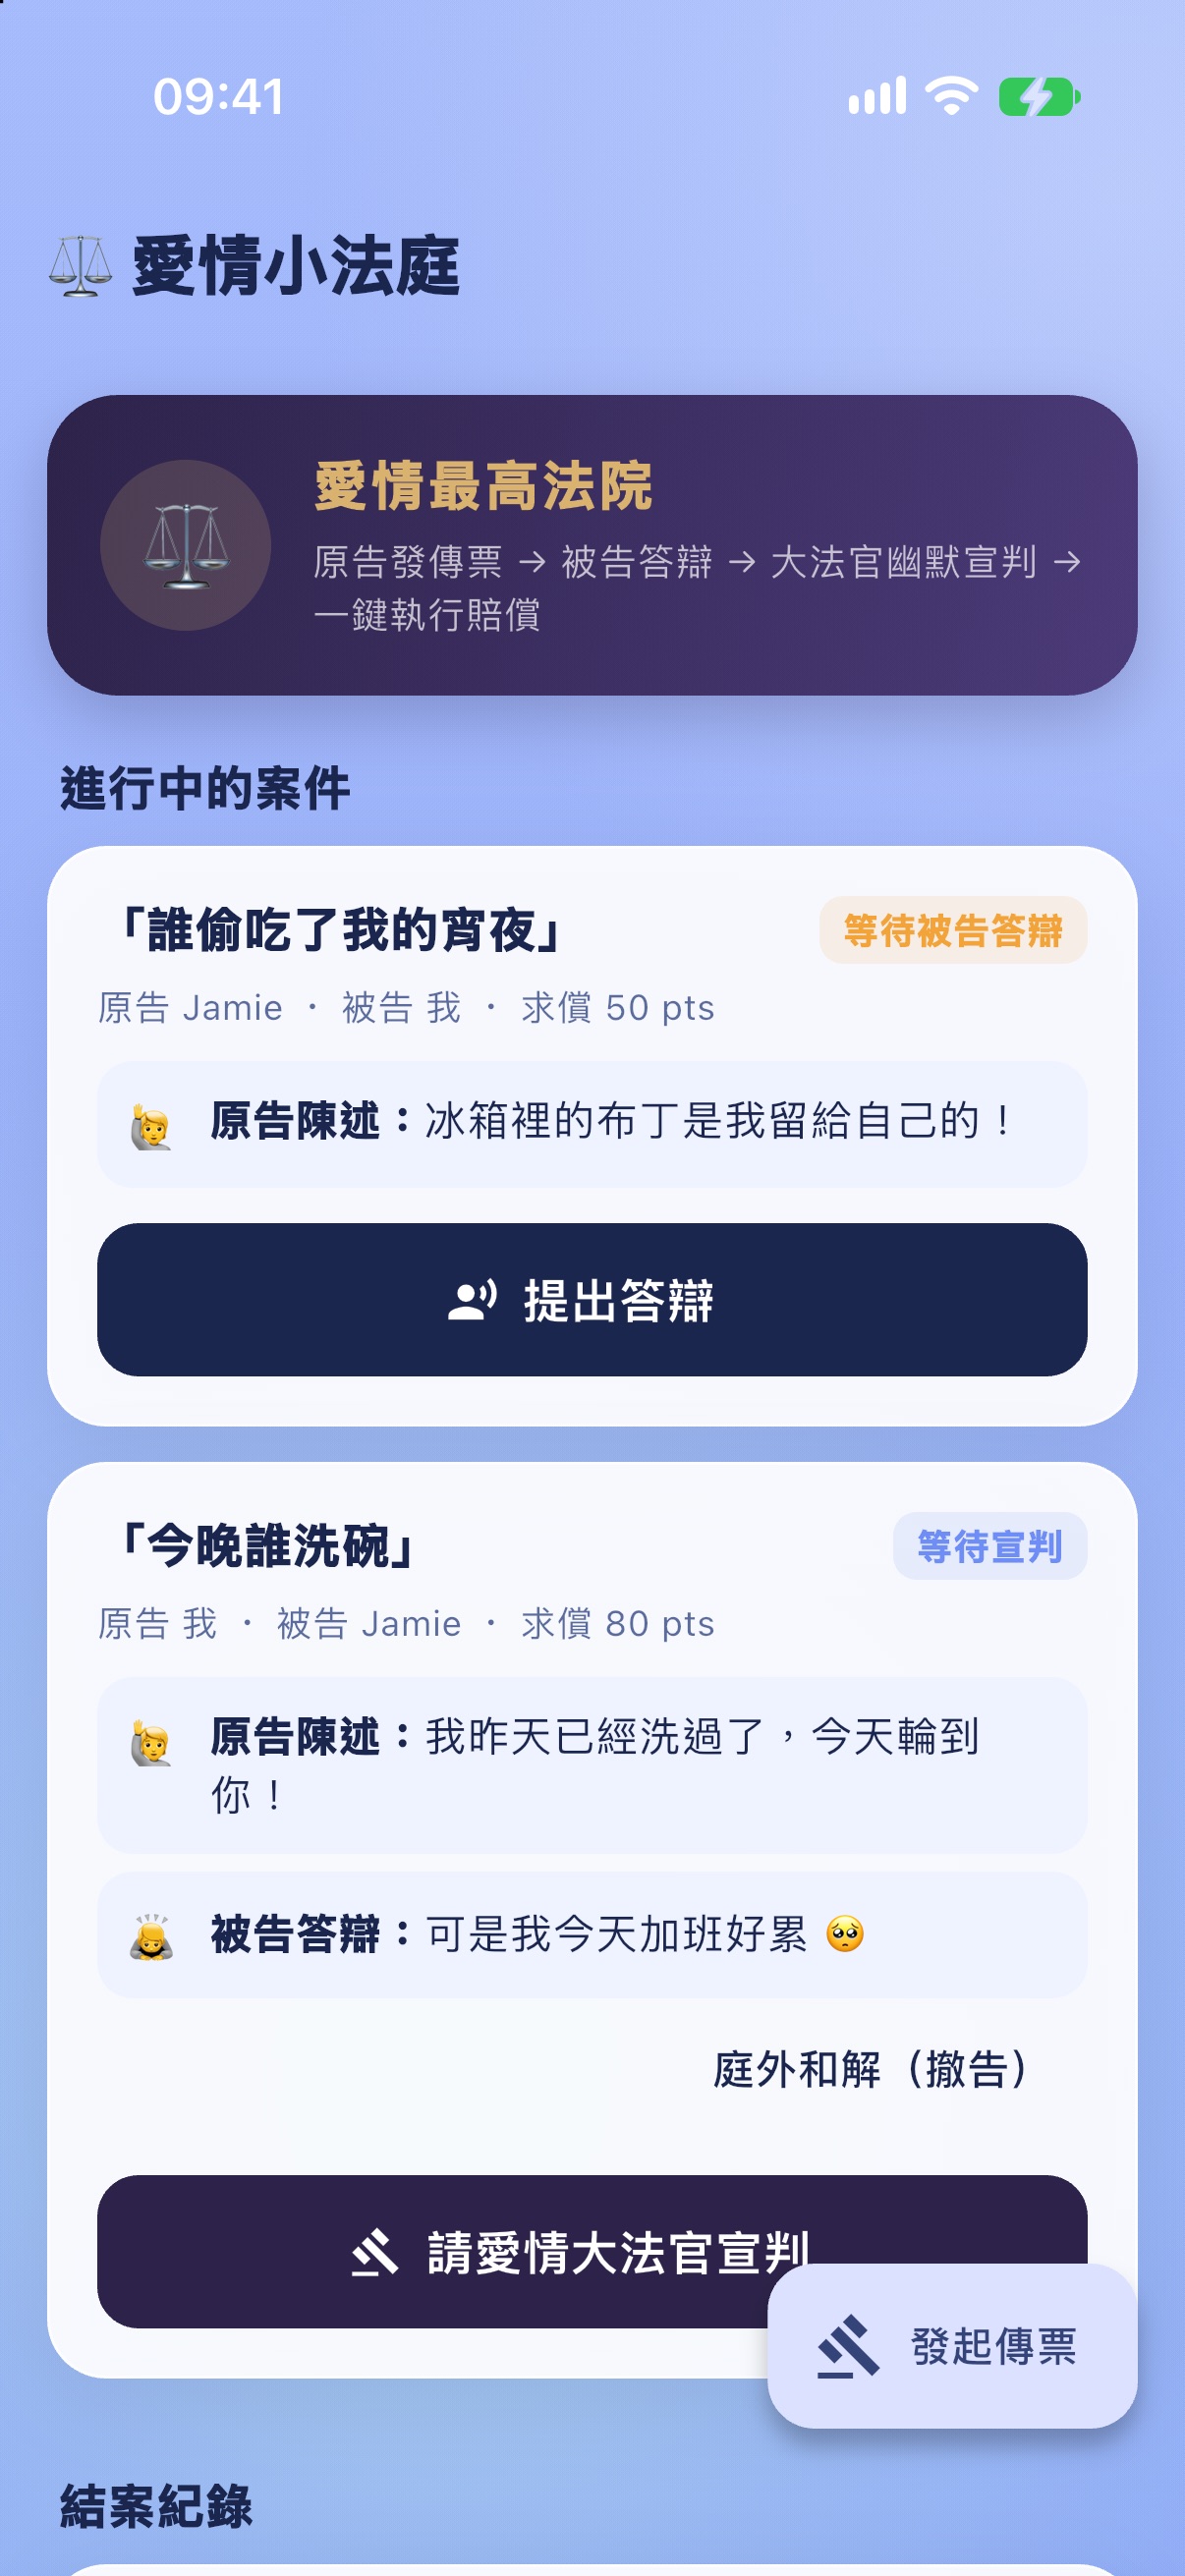 09:41
愛情小法庭
愛情最高法院
原告發傳票 → 被告答辯 → 大法官幽默宣判 →
一鍵執行賠償
進行中的案件
「誰偷吃了我的宵夜」
等待被告答辯
原告 Jamie ・ 被告 我 ・ 求償 50 pts
原告陳述：冰箱裡的布丁是我留給自己的！
提出答辯
「今晚誰洗碗」
等待宣判
原告 我 ・ 被告 Jamie ・ 求償 80 pts
原告陳述：我昨天已經洗過了，今天輪到
你！
被告答辯：可是我今天加班好累 🥺
庭外和解（撤告）
請愛情大法官宣判
發起傳票
結案紀錄